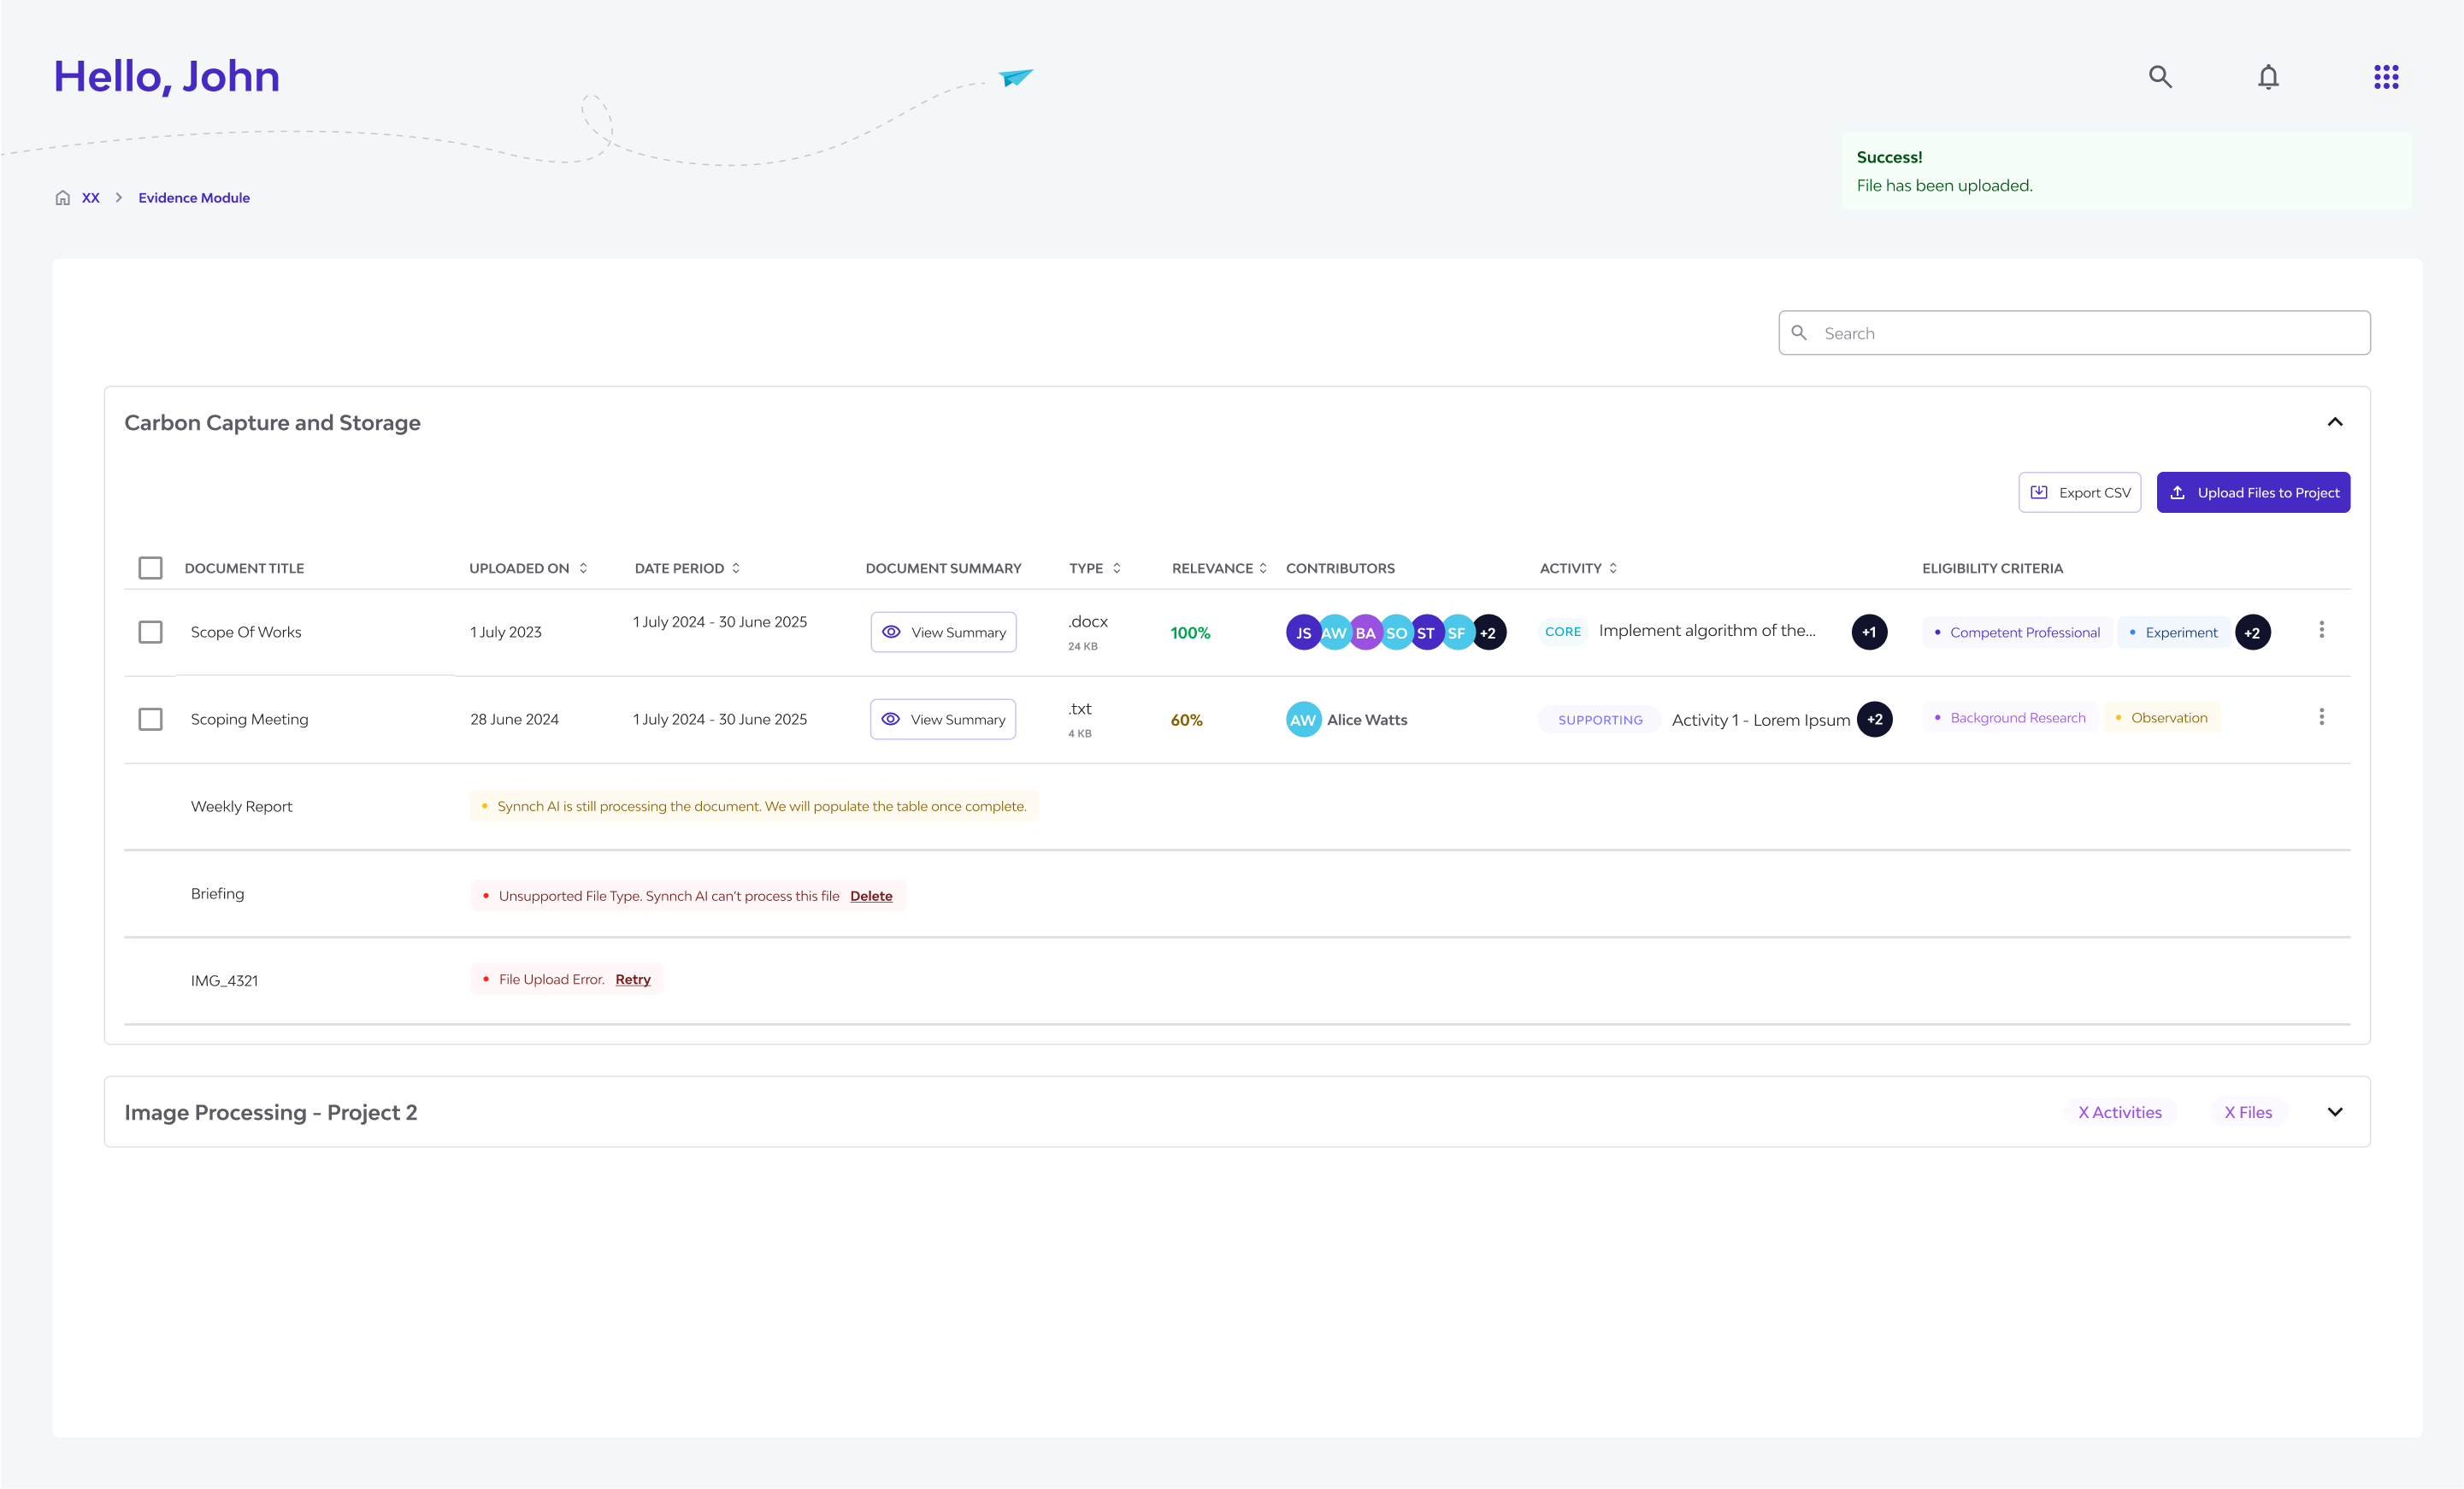 Hello, John
Success!
File has been uploaded.
XX
Evidence Module
Search
Carbon Capture and Storage
Export CSV
Upload Files to Project
DOCUMENT TITLE UPLOADED ON DATE PERIOD DOCUMENT SUMMARY TYPE RELEVANCE CONTRIBUTORS ACTIVITY ELIGIBILITY CRITERIA
Scope Of Works 1 July 2023 1 July 2024 - 30 June 2025 View Summary .docx 100% JS AW BA SO ST SF +2 CORE Implement algorithm of the... +1 Competent Professional Experiment +2
24 KB
Scoping Meeting 28 June 2024 1 July 2024 - 30 June 2025 View Summary .txt 60% AW Alice Watts SUPPORTING Activity 1 - Lorem Ipsum +2 Background Research Observation
4 KB
Weekly Report Synnch AI is still processing the document. We will populate the table once complete.
Briefing Unsupported File Type. Synnch AI can't process this file Delete
IMG_4321 File Upload Error. Retry
Image Processing - Project 2 X Activities X Files